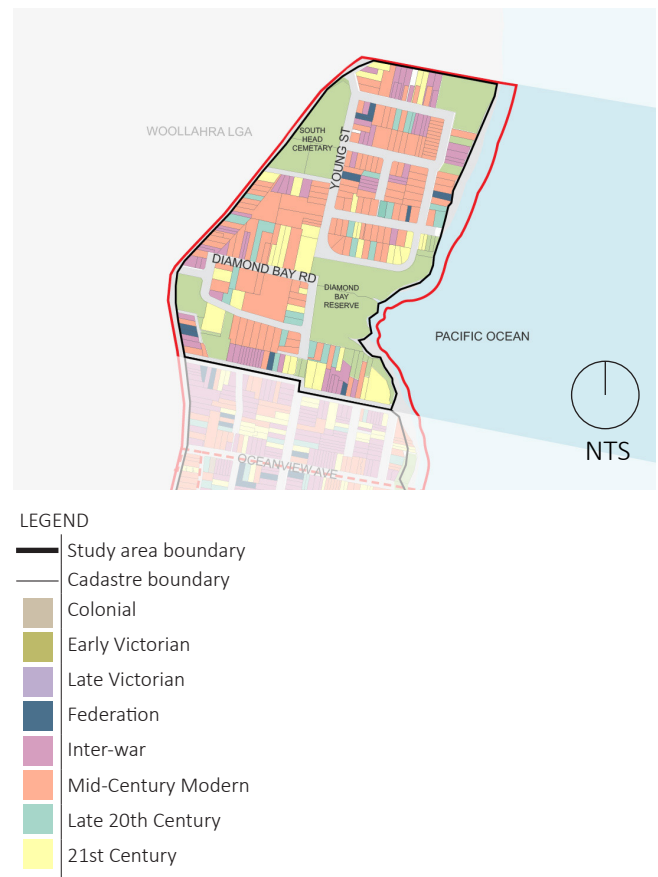 WOOLLAHRA LGA
SOUTH
HEAD
CEMETARY
YOUNG ST
DIAMOND BAY RD
DIAMOND
BAY
RESERVE
PACIFIC OCEAN
NTS
OCEANVIEW AVE
LEGEND
Study area boundary
Cadastre boundary
Colonial
Early Victorian
Late Victorian
Federation
Inter-war
Mid-Century Modern
Late 20th Century
21st Century